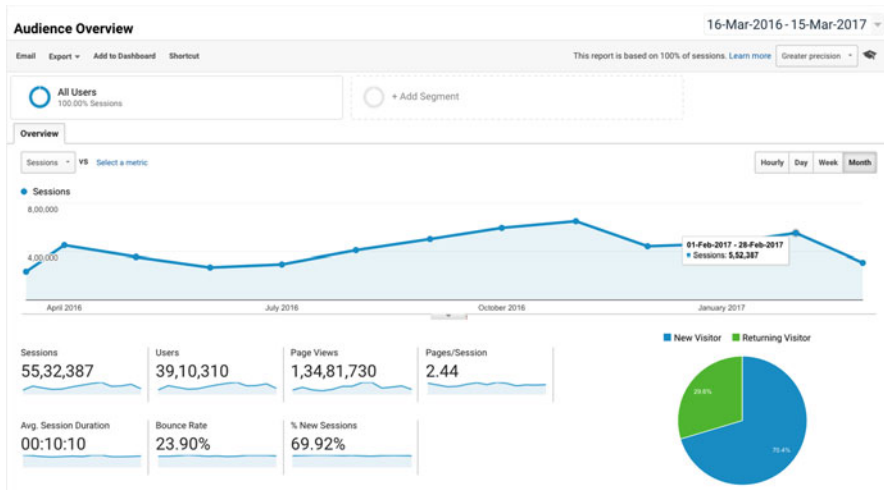 Audience Overview
16-Mar-2016 - 15-Mar-2017
Email Export Add to Dashboard Shortcut
This report is based on 100% of sessions. Learn more Greater precision
All Users
100.00% Sessions
+ Add Segment
Overview
Sessions VS Select a metric
Hourly Day Week Month
Sessions
8,00,000
4,00,000
01-Feb-2017 - 28-Feb-2017
Sessions: 5,52,387
April 2016 July 2016 October 2016 January 2017
New Visitor Returning Visitor
Sessions Users Page Views Pages/Session
55,32,387 39,10,310 1,34,81,730 2.44
29.6%
70.4%
Avg. Session Duration Bounce Rate % New Sessions
00:10:10 23.90% 69.92%